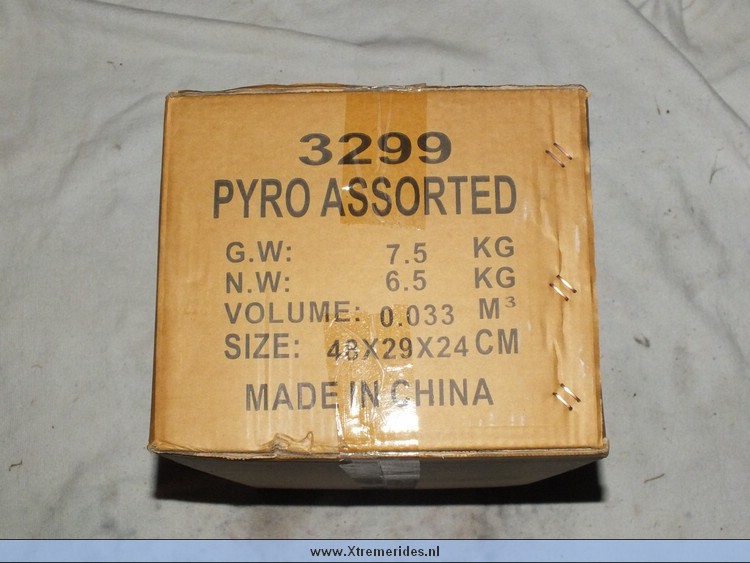 3299
PYRO ASSORTED
G.W: 7.5 KG
N.W: 6.5 KG
VOLUME: 0.033 M³
SIZE: 48X29X24 CM
MADE IN CHINA
www.Xtremerides.nl